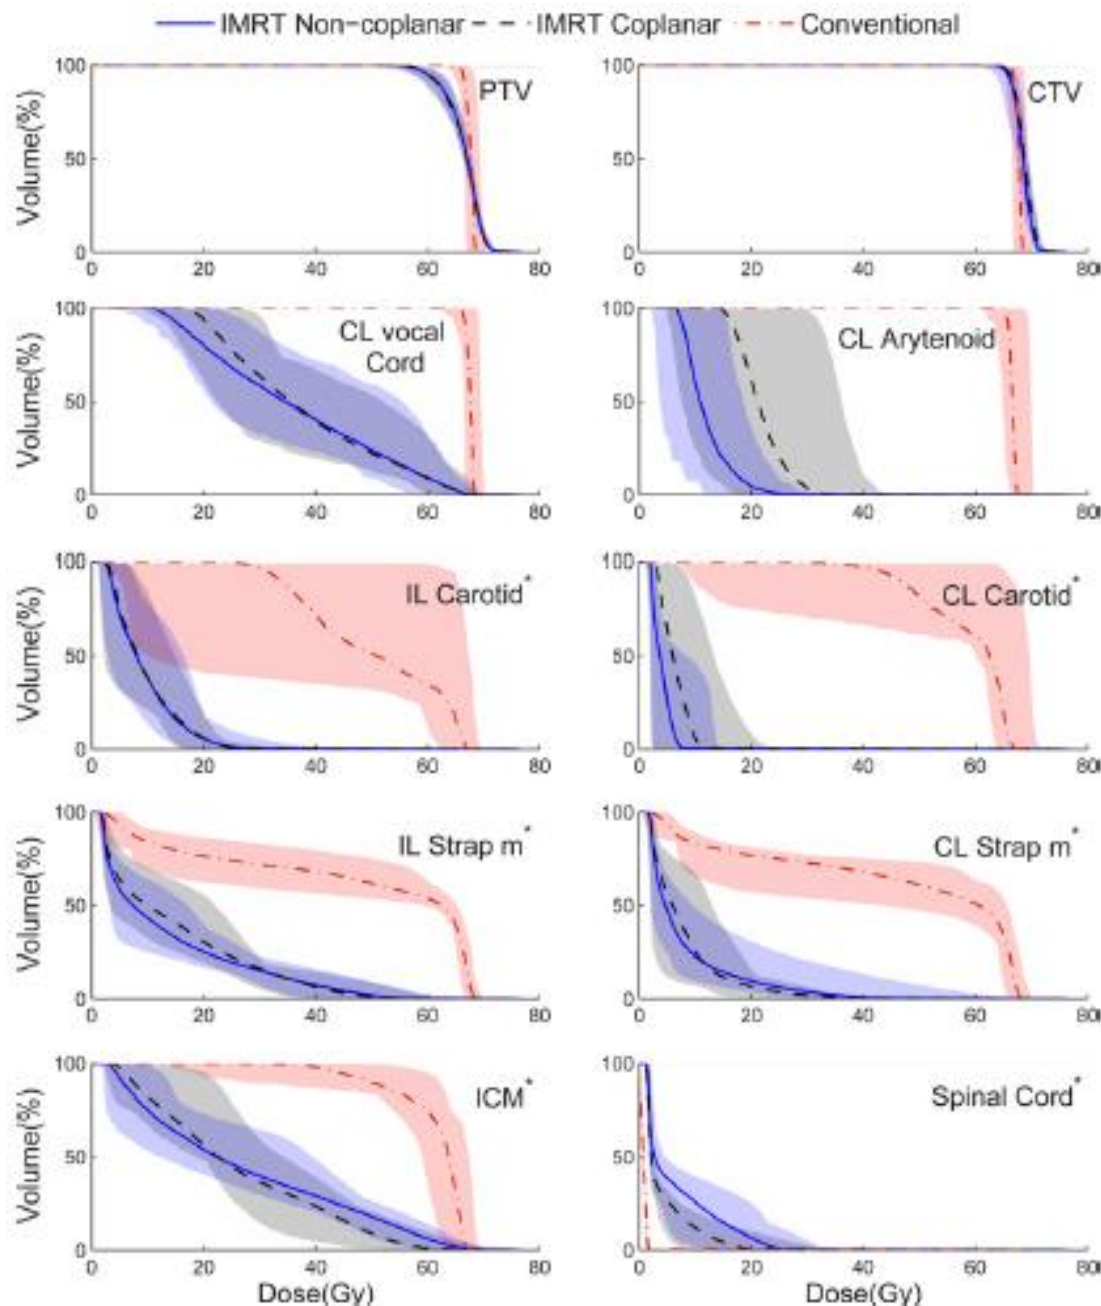 IMRT Non-coplanar IMRT Coplanar Conventional
100 50 0 Volume(%) PTV 0 20 40 60 80
100 50 0 CTV 0 20 40 60 80
100 50 0 Volume(%) CL vocal
Cord 0 20 40 60 80
100 50 0 CL Arytenoid 0 20 40 60 80
100 50 0 Volume(%) IL Carotid* 0 20 40 60 80
100 50 0 CL Carotid* 0 20 40 60 80
100 50 0 Volume(%) IL Strap m* 0 20 40 60 80
100 50 0 CL Strap m* 0 20 40 60 80
100 50 0 Volume(%) ICM* 0 20 40 60 80
Dose(Gy)
100 50 0 Spinal Cord* 0 20 40 60 80
Dose(Gy)